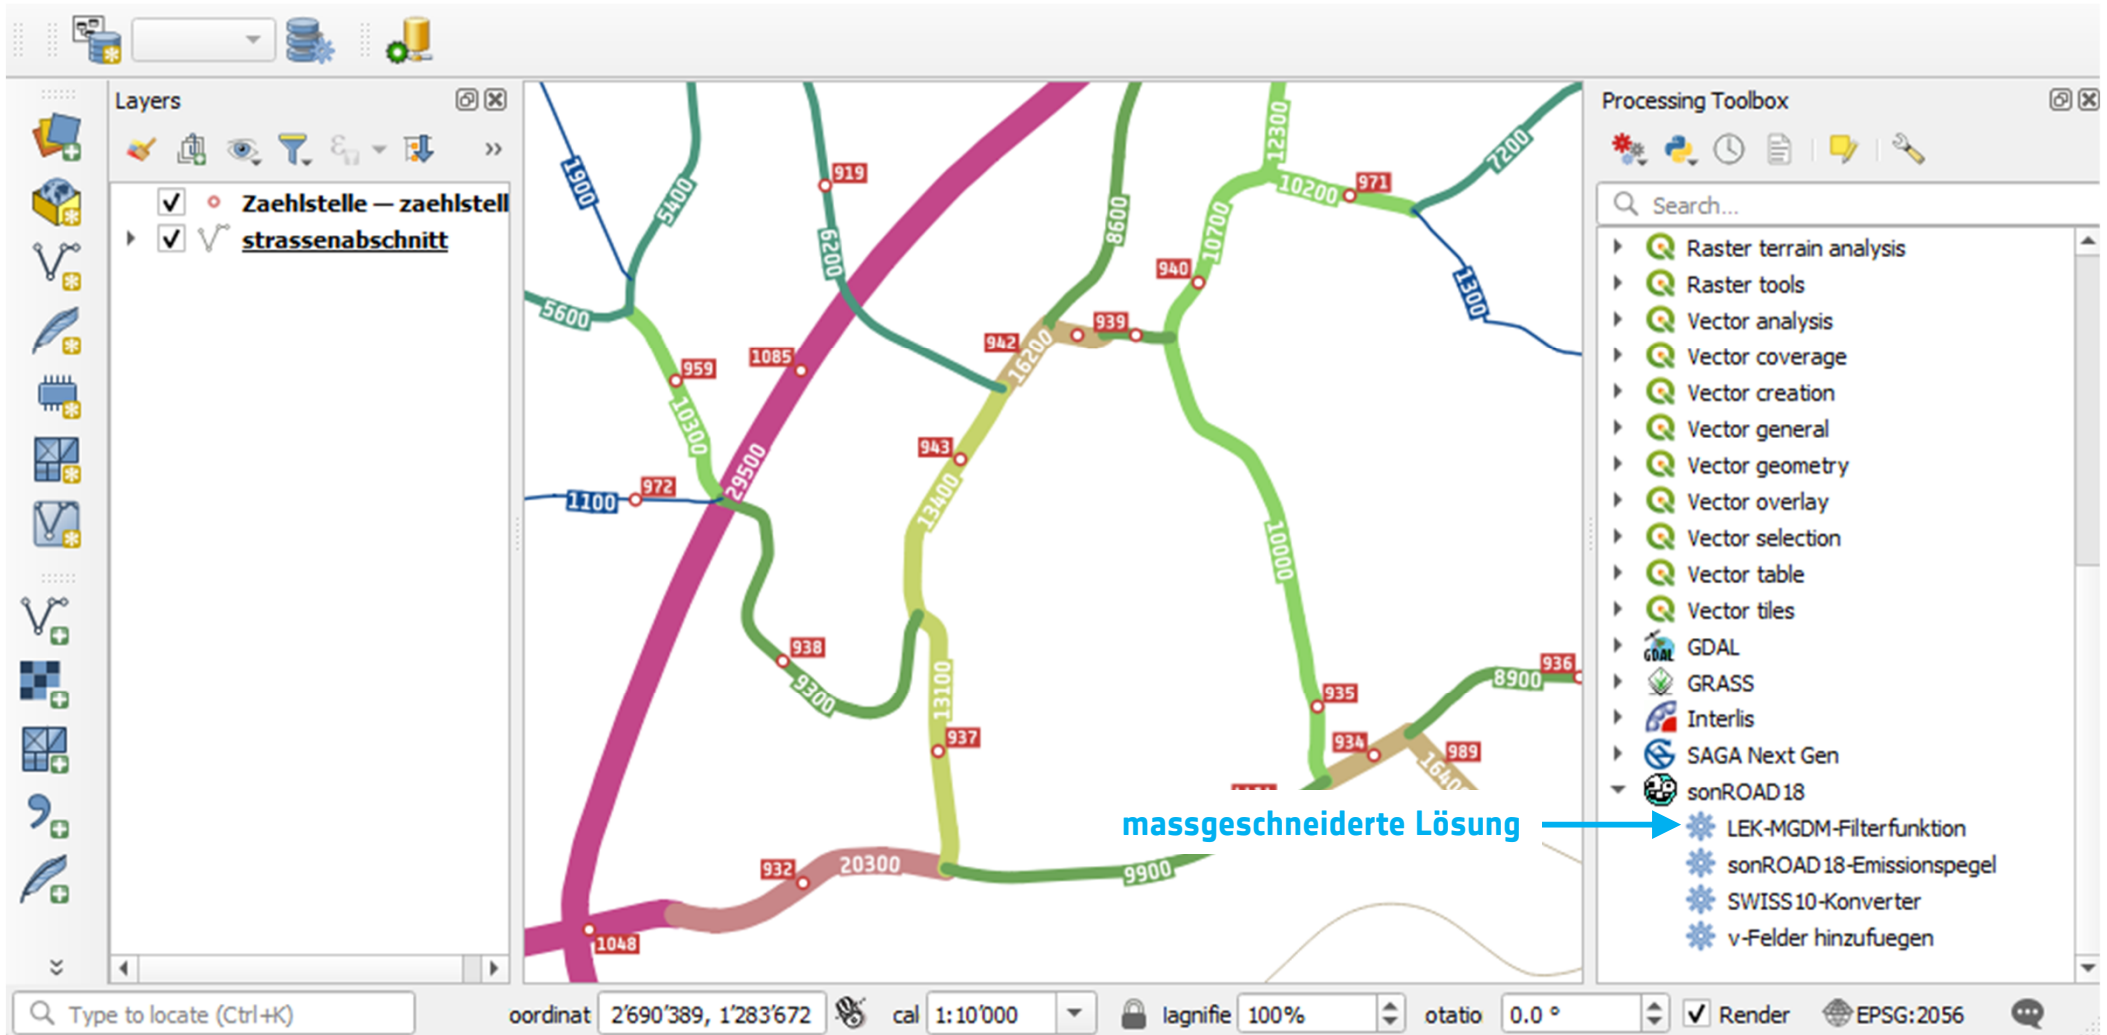 Layers
Zaehlstelle — zaehlstell
strassenabschnitt
1900
5400
919
6200
8600
12300
10200
971
7200
10700
940
1300
5600
939
942
16200
1085
959
10300
943
29500
13400
972
1100
10000
938
9300
13100
937
936
8900
935
934
989
932
20300
9900
1048
massgeschneiderte Lösung
Processing Toolbox
Search...
Raster terrain analysis
Raster tools
Vector analysis
Vector coverage
Vector creation
Vector general
Vector geometry
Vector overlay
Vector selection
Vector table
Vector tiles
GDAL
GDAL
GRASS
Interlis
SAGA Next Gen
sonROAD18
LEK-MGDM-Filterfunktion
sonROAD18-Emissionspegel
SWISS10-Konverter
v-Felder hinzufuegen
Type to locate (Ctrl+K)
oordinat 2'690'389, 1'283'672 cal 1:10'000 lagnifie 100% otatio 0.0 ° Render EPSG:2056